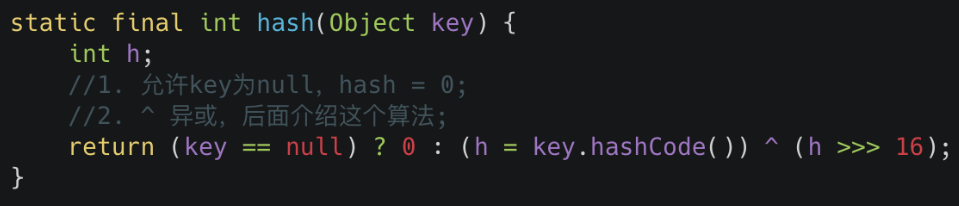 static final int hash(Object key) {
    int h;
    //1. 允许key为null，hash = 0;
    //2. ^ 异或，后面介绍这个算法;
    return (key == null) ? 0 : (h = key.hashCode()) ^ (h >>> 16);
}